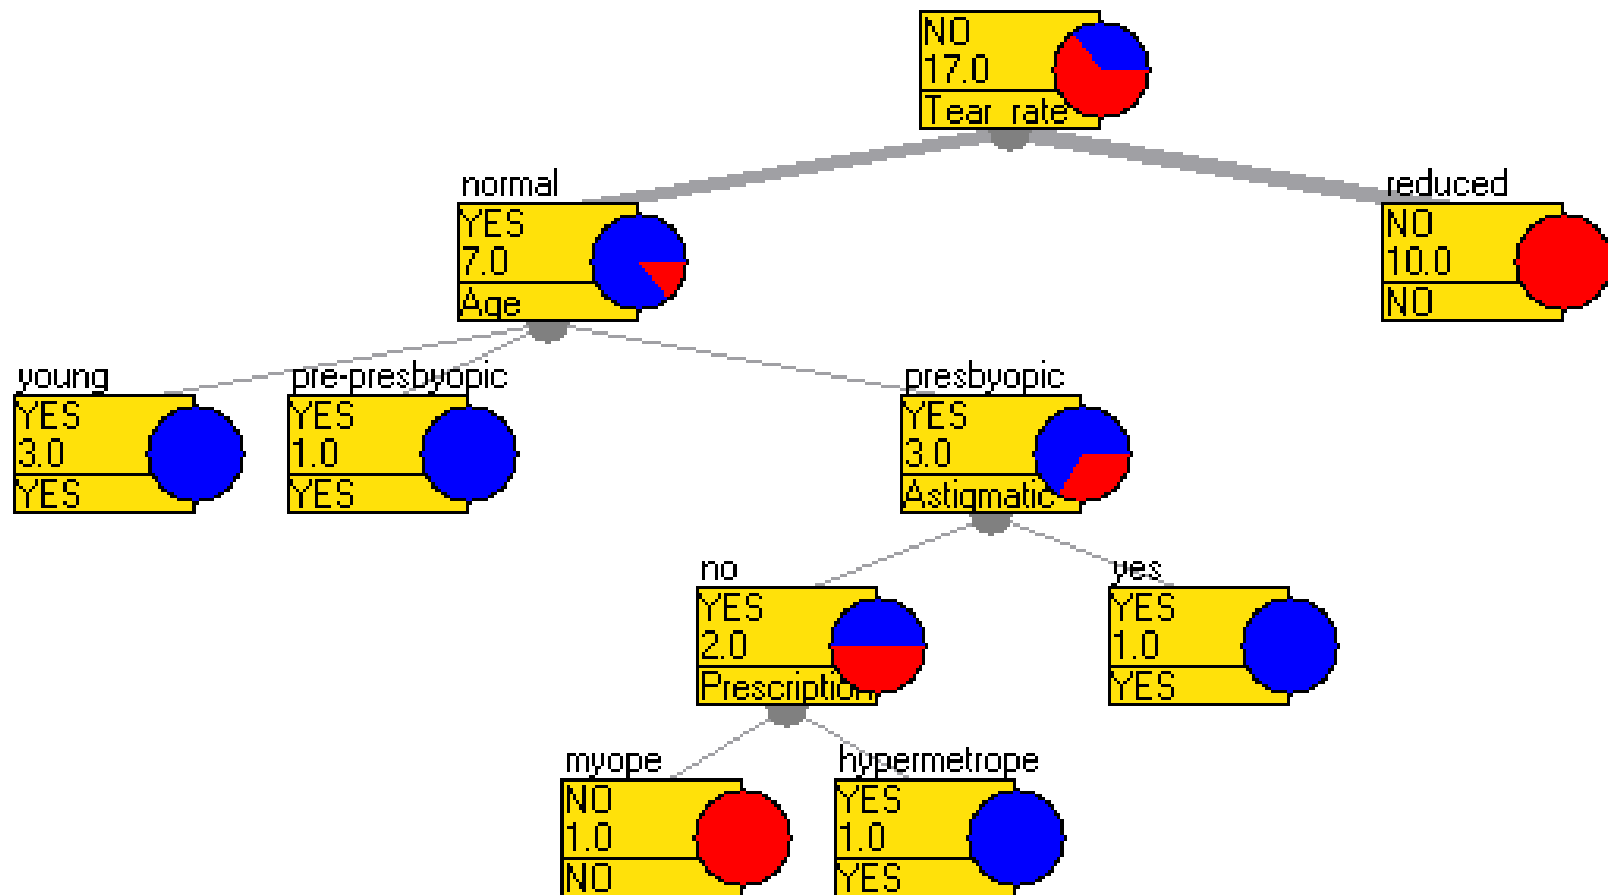 NO
17.0
Tear rate
normal
YES
7.0
Age
reduced
NO
10.0
NO
young
YES
3.0
YES
pre-presbyopic
YES
1.0
YES
presbyopic
YES
3.0
Astigmatic
no
YES
2.0
Prescription
yes
YES
1.0
YES
myope
NO
1.0
NO
hypermetrope
YES
1.0
YES